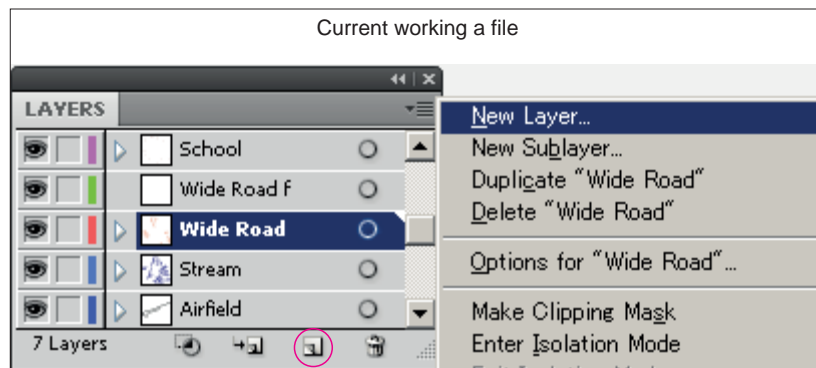 Current working a file
LAYERS
School
Wide Road f
Wide Road
Stream
Airfield
7 Layers
New Layer...
New Sublayer...
Duplicate "Wide Road"
Delete "Wide Road"
Options for "Wide Road"...
Make Clipping Mask
Enter Isolation Mode